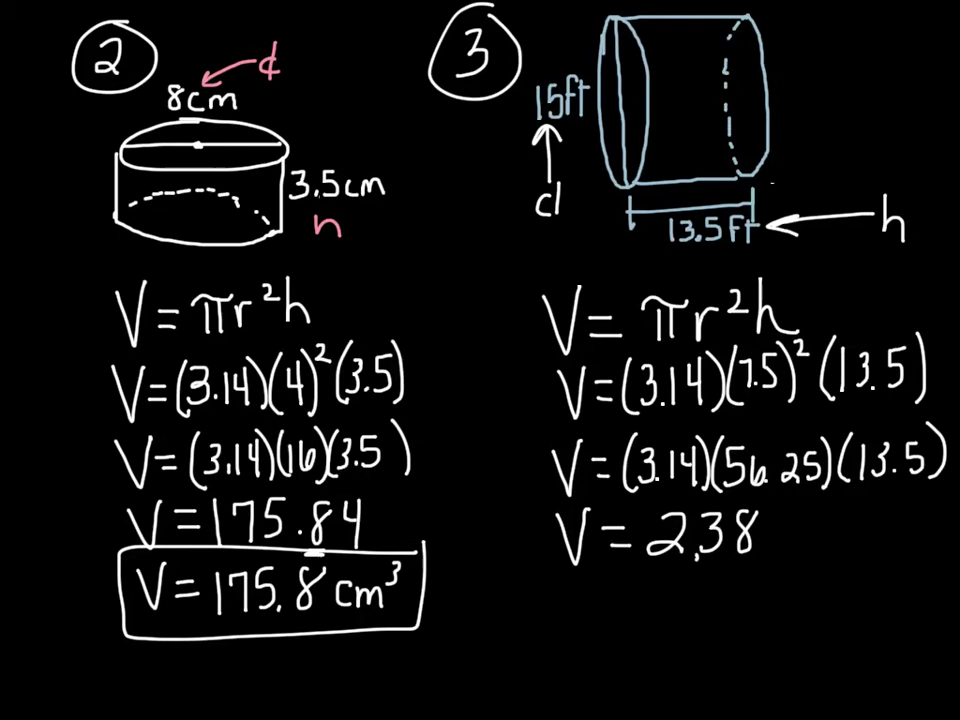 2
d
8cm
3.5cm
h
V = πr²h
V = (3.14)(4)²(3.5)
V = (3.14)(16)(3.5)
V = 175.84
V = 175.8 cm³
3
15ft
d
13.5ft
h
V = πr²h
V = (3.14)(7.5)²(13.5)
V = (3.14)(56.25)(13.5)
V = 2,38